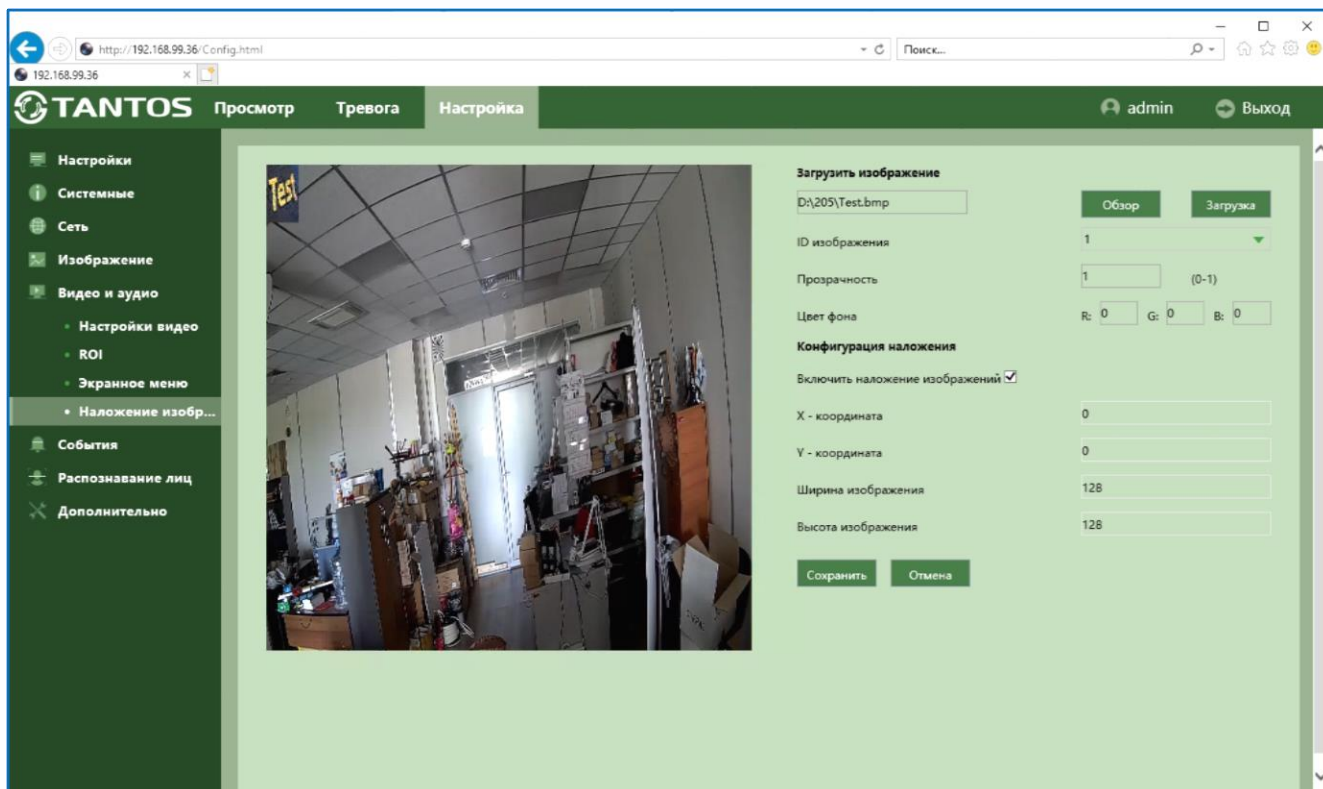 http://192.168.99.36/Config.html
Поиск...
192.168.99.36
TANTOS Просмотр Тревога Настройка admin Выход
Настройки
Системные
Сеть
Изображение
Видео и аудио
Настройки видео
ROI
Экранное меню
Наложение изобр...
События
Распознавание лиц
Дополнительно
Test
Загрузить изображение
D:\205\Test.bmp Обзор Загрузка
ID изображения 1
Прозрачность 1 (0-1)
Цвет фона R: 0 G: 0 B: 0
Конфигурация наложения
Включить наложение изображений
X - координата 0
Y - координата 0
Ширина изображения 128
Высота изображения 128
Сохранить Отмена